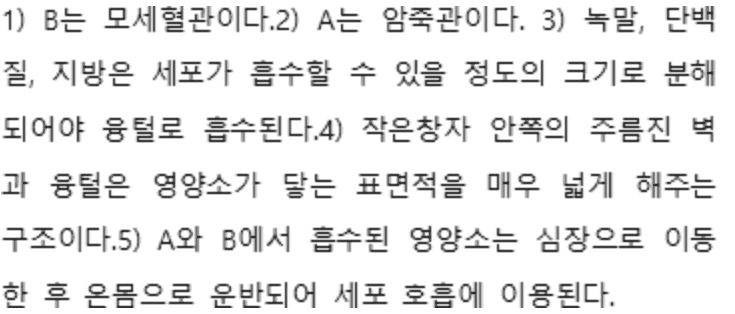 1) B는 모세혈관이다.2) A는 암죽관이다. 3) 녹말, 단백
질, 지방은 세포가 흡수할 수 있을 정도의 크기로 분해
되어야 융털로 흡수된다.4) 작은창자 안쪽의 주름진 벽
과 융털은 영양소가 닿는 표면적을 매우 넓게 해주는
구조이다.5) A와 B에서 흡수된 영양소는 심장으로 이동
한 후 온몸으로 운반되어 세포 호흡에 이용된다.